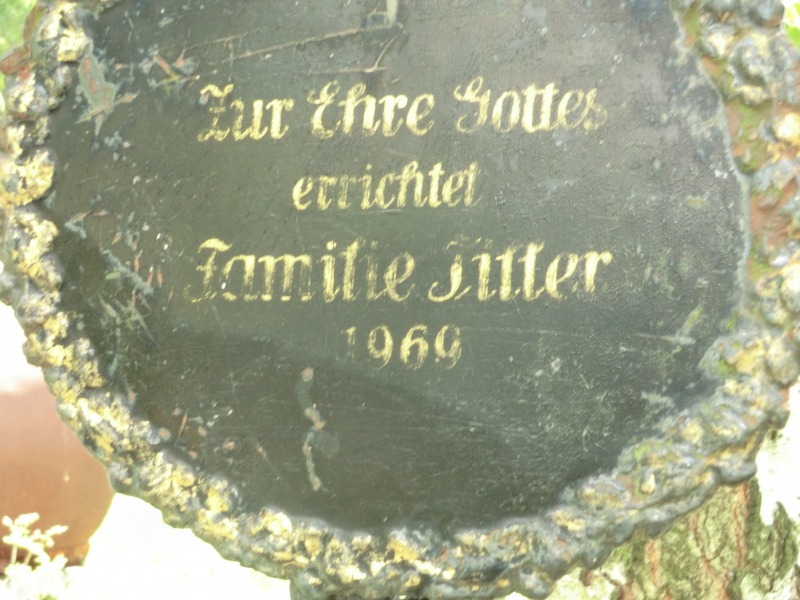 Zur Ehre Gottes
errichtet
Familie
1969